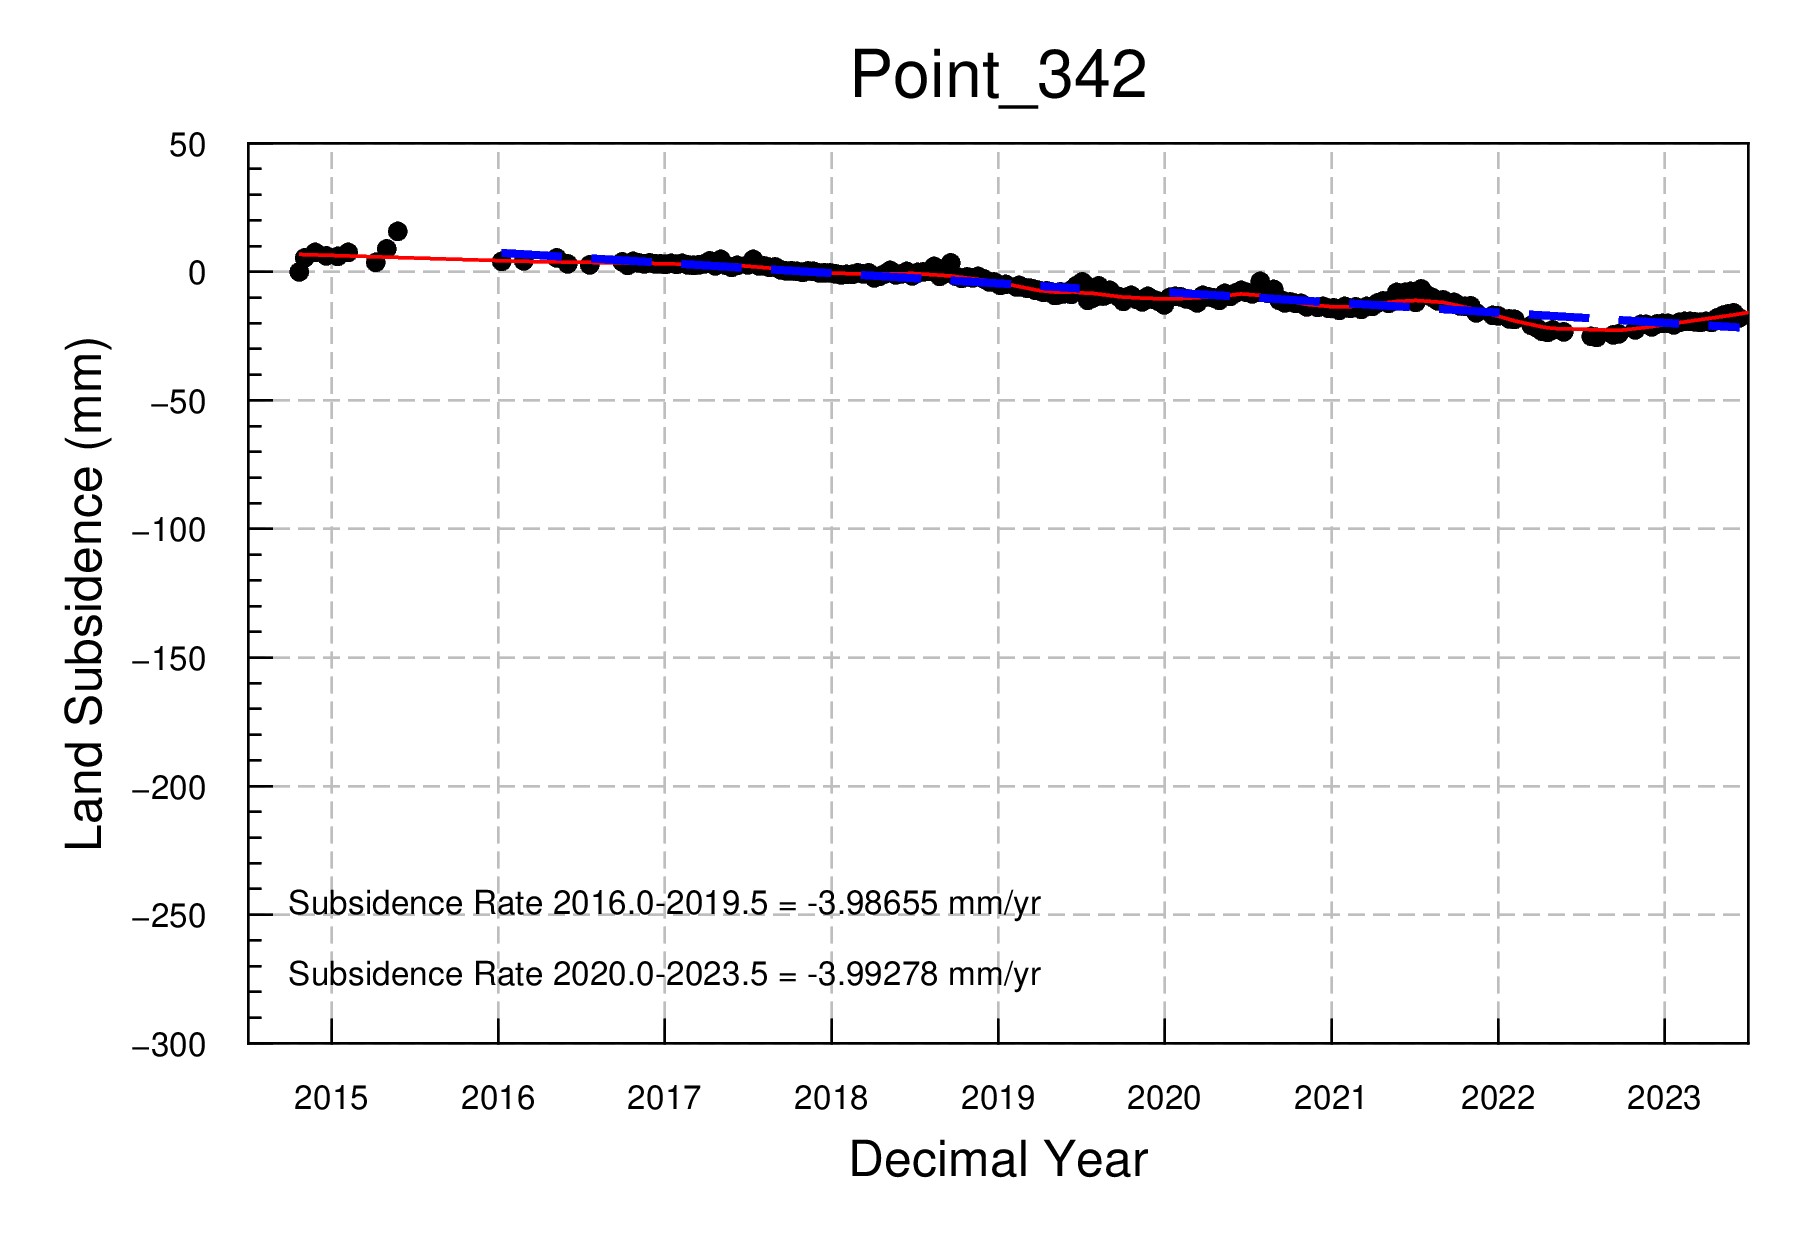 Point_342
50
0
−50
−100
−150
−200
−250
−300
Land Subsidence (mm)
Subsidence Rate 2016.0-2019.5 = -3.98655 mm/yr
Subsidence Rate 2020.0-2023.5 = -3.99278 mm/yr
2015 2016 2017 2018 2019 2020 2021 2022 2023
Decimal Year